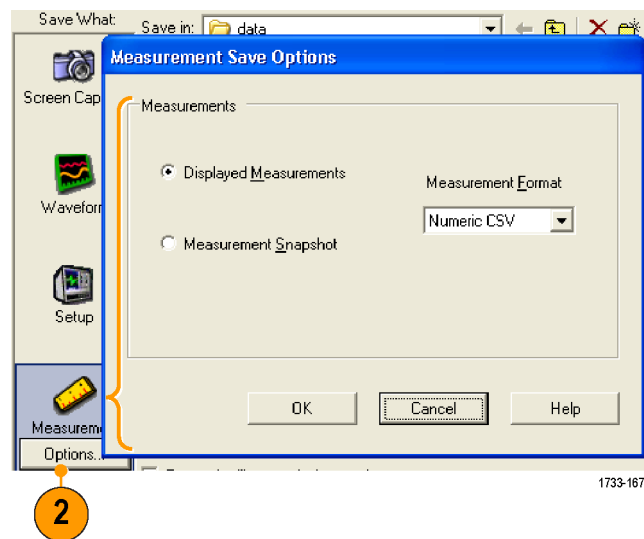 Save What:
Save in: data
Measurement Save Options
Screen Cap
Measurements
Displayed Measurements
Measurement Format
Waveform
Numeric CSV
Measurement Snapshot
Setup
OK
Cancel
Help
Measurem
Options...
1733-167
2